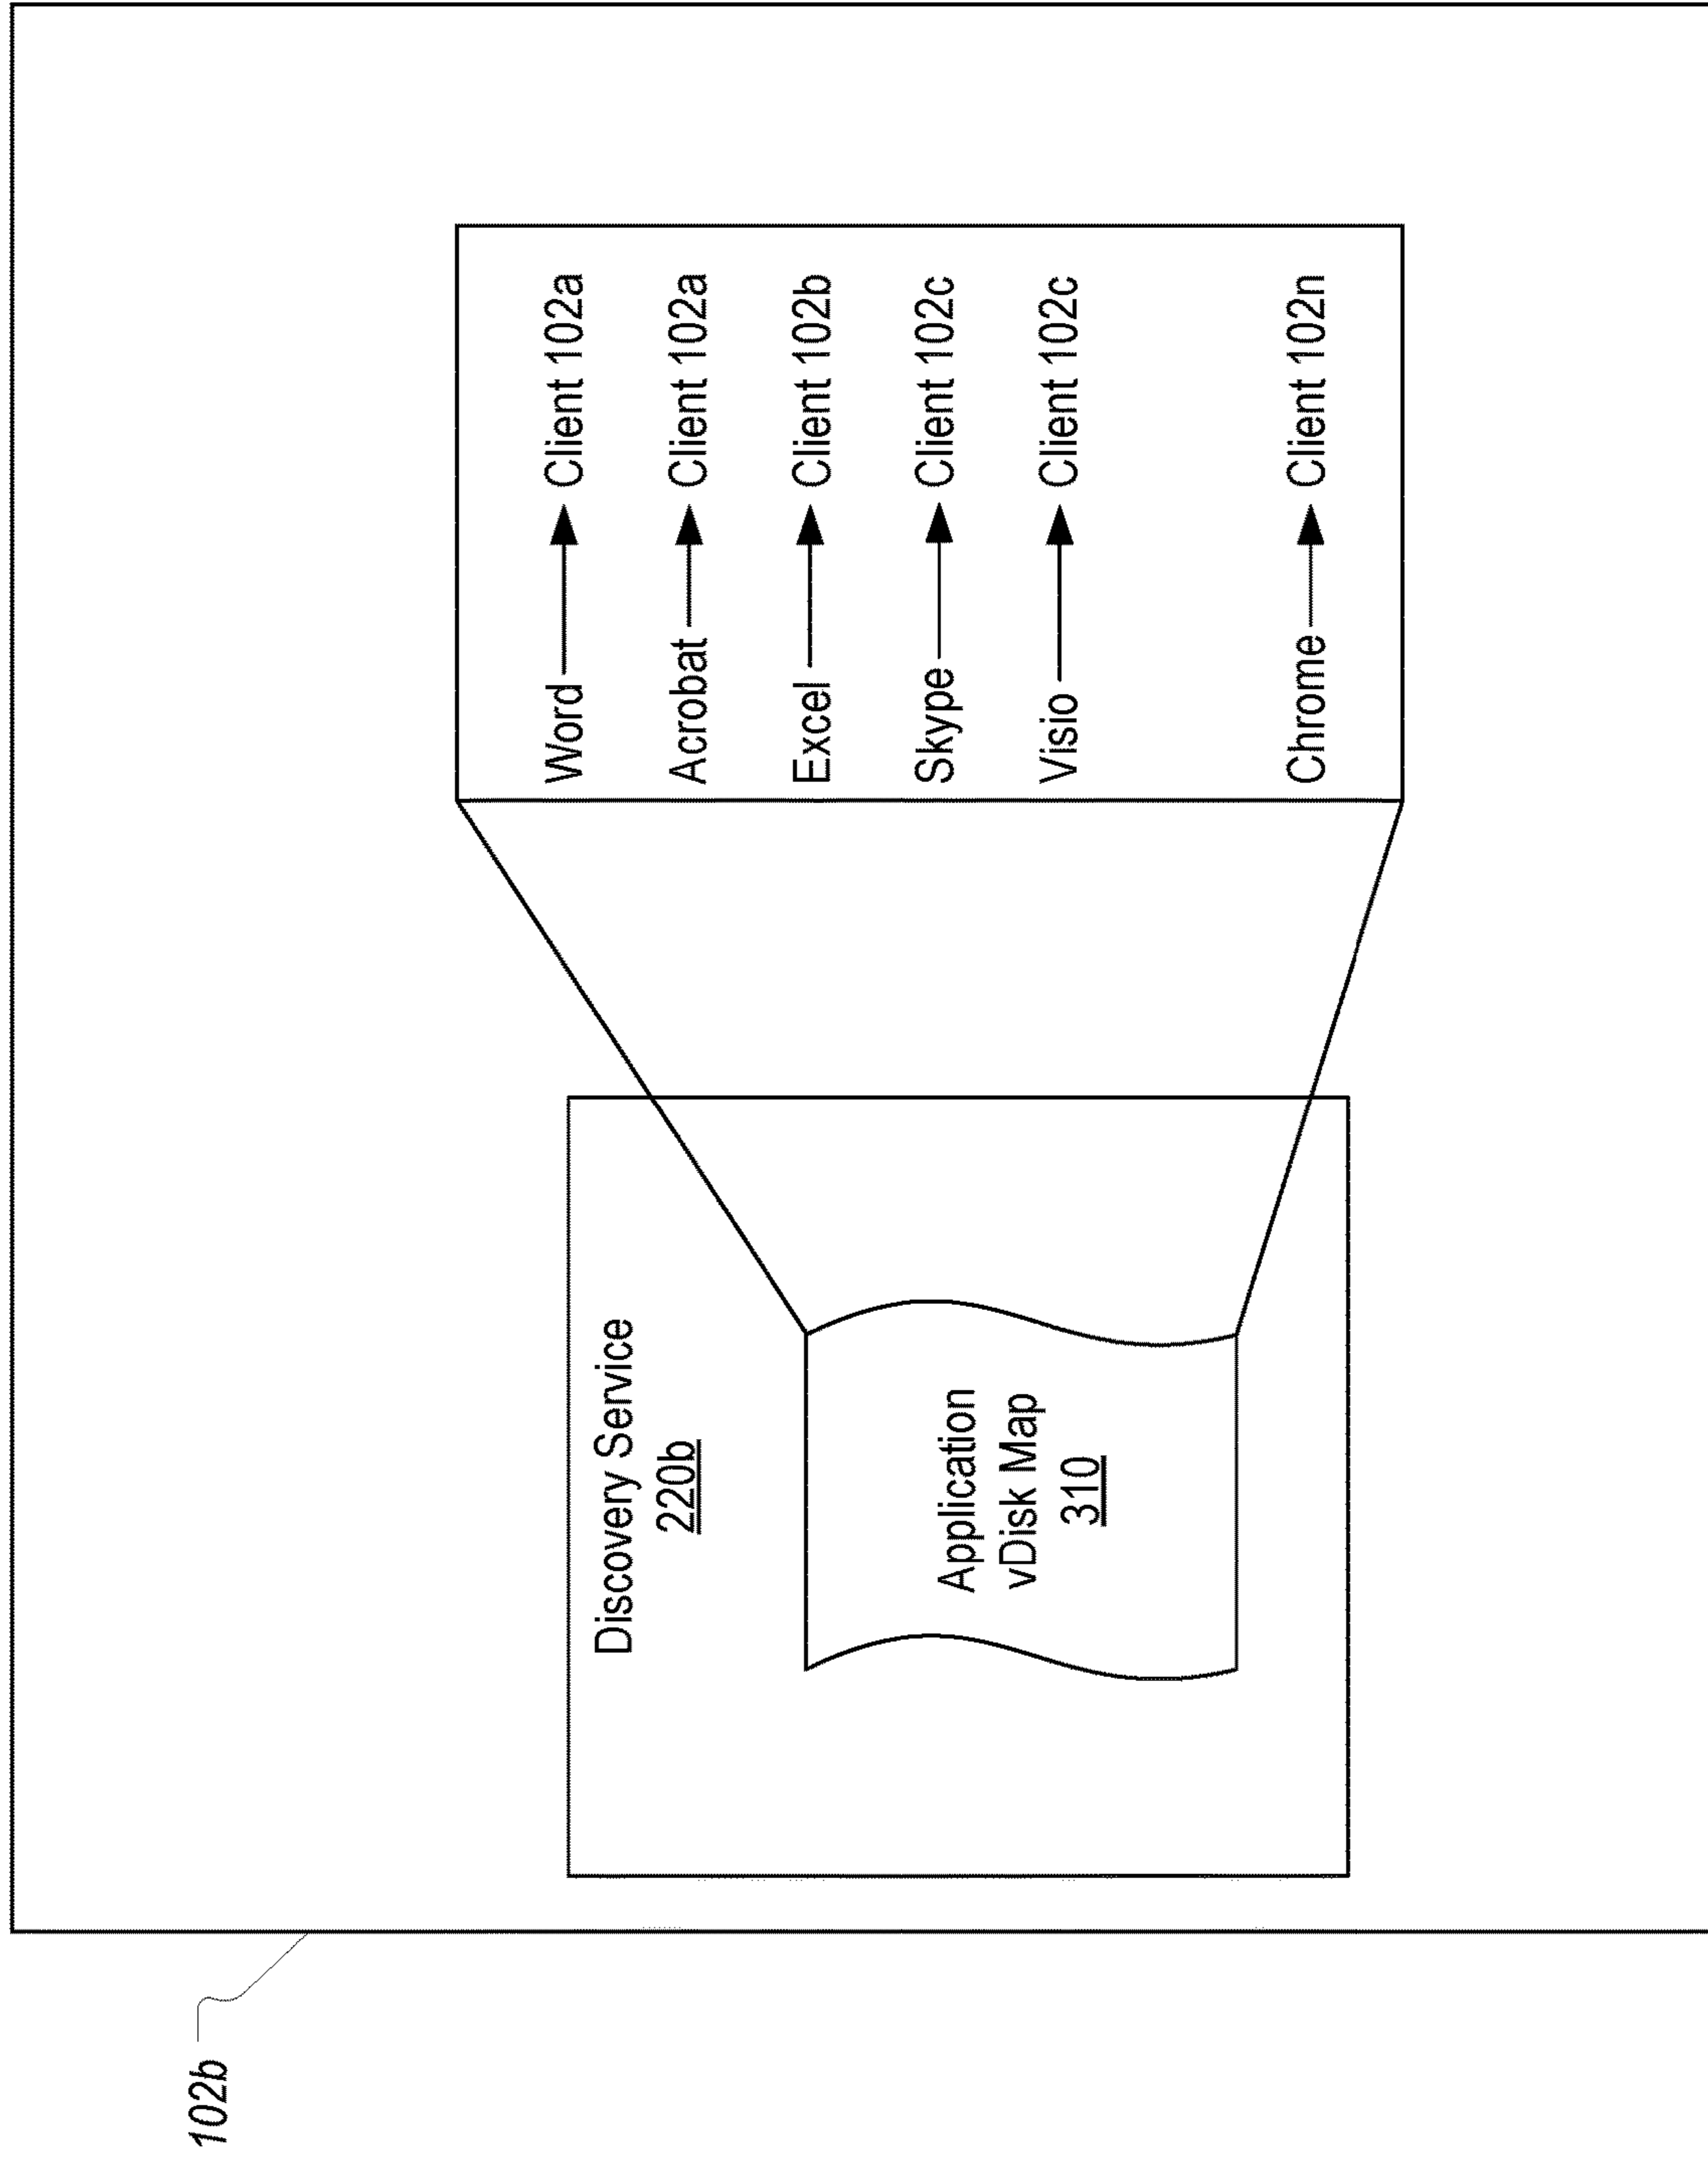 102b
Discovery Service
220b
Application
vDisk Map
310
Word Client 102a
Acrobat Client 102a
Excel Client 102b
Skype Client 102c
Visio Client 102c
Chrome Client 102n